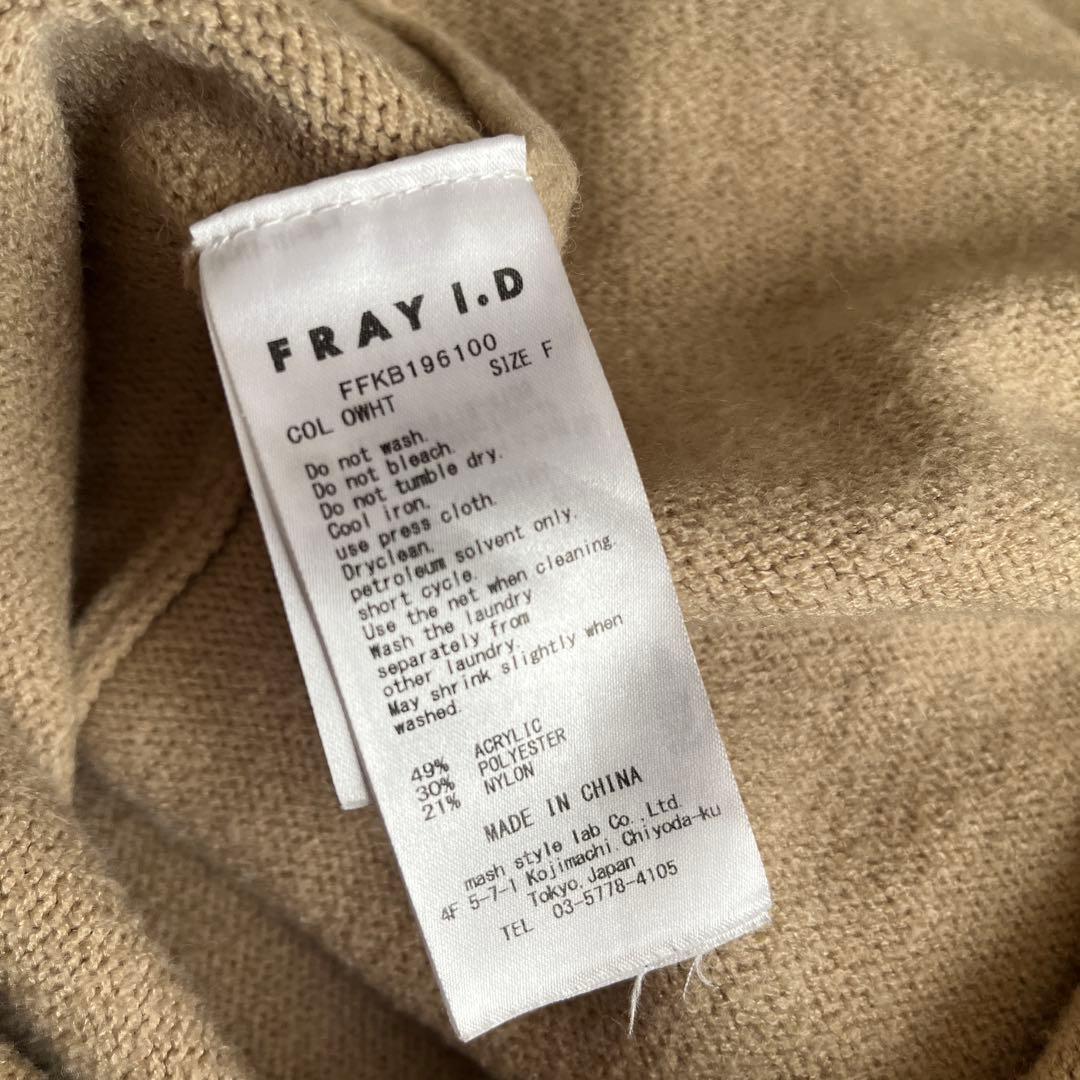 FRAY I.D
FFKB196100
SIZE F
COL OWHT
Do not wash.
Do not bleach.
Do not tumble dry.
Cool iron.
use press cloth.
Dryclean.
petroleum solvent only.
short cycle.
Use the net when cleaning.
Wash the laundry
separately from
other laundry.
May shrink slightly when
washed.
49% ACRYLIC
30% POLYESTER
21% NYLON
MADE IN CHINA
mash style lab Co.,Ltd.
4F 5-7-1 Kojimachi Chiyoda-ku
Tokyo.Japan
TEL 03-5778-4105